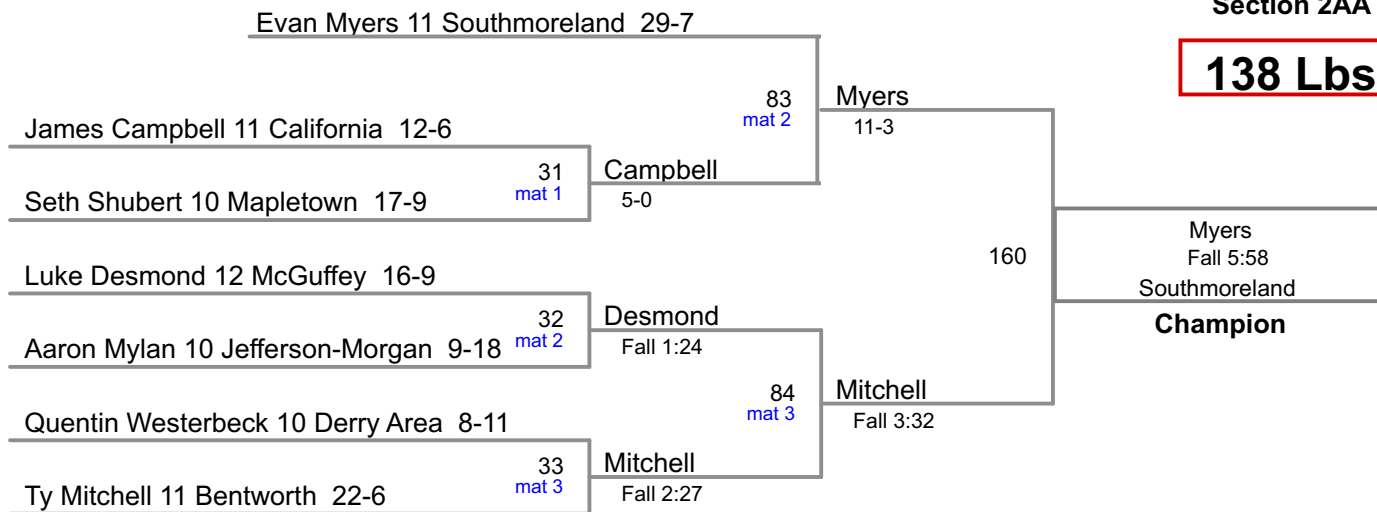 Section 2AA
138 Lbs
Evan Myers 11 Southmoreland 29-7
83
mat 2
Myers
11-3
James Campbell 11 California 12-6
31
mat 1
Campbell
5-0
Seth Shubert 10 Mapletown 17-9
160
Myers
Fall 5:58
Southmoreland
Champion
Luke Desmond 12 McGuffey 16-9
32
mat 2
Desmond
Fall 1:24
Aaron Mylan 10 Jefferson-Morgan 9-18
84
mat 3
Mitchell
Fall 3:32
Quentin Westerbeck 10 Derry Area 8-11
33
mat 3
Mitchell
Fall 2:27
Ty Mitchell 11 Bentworth 22-6